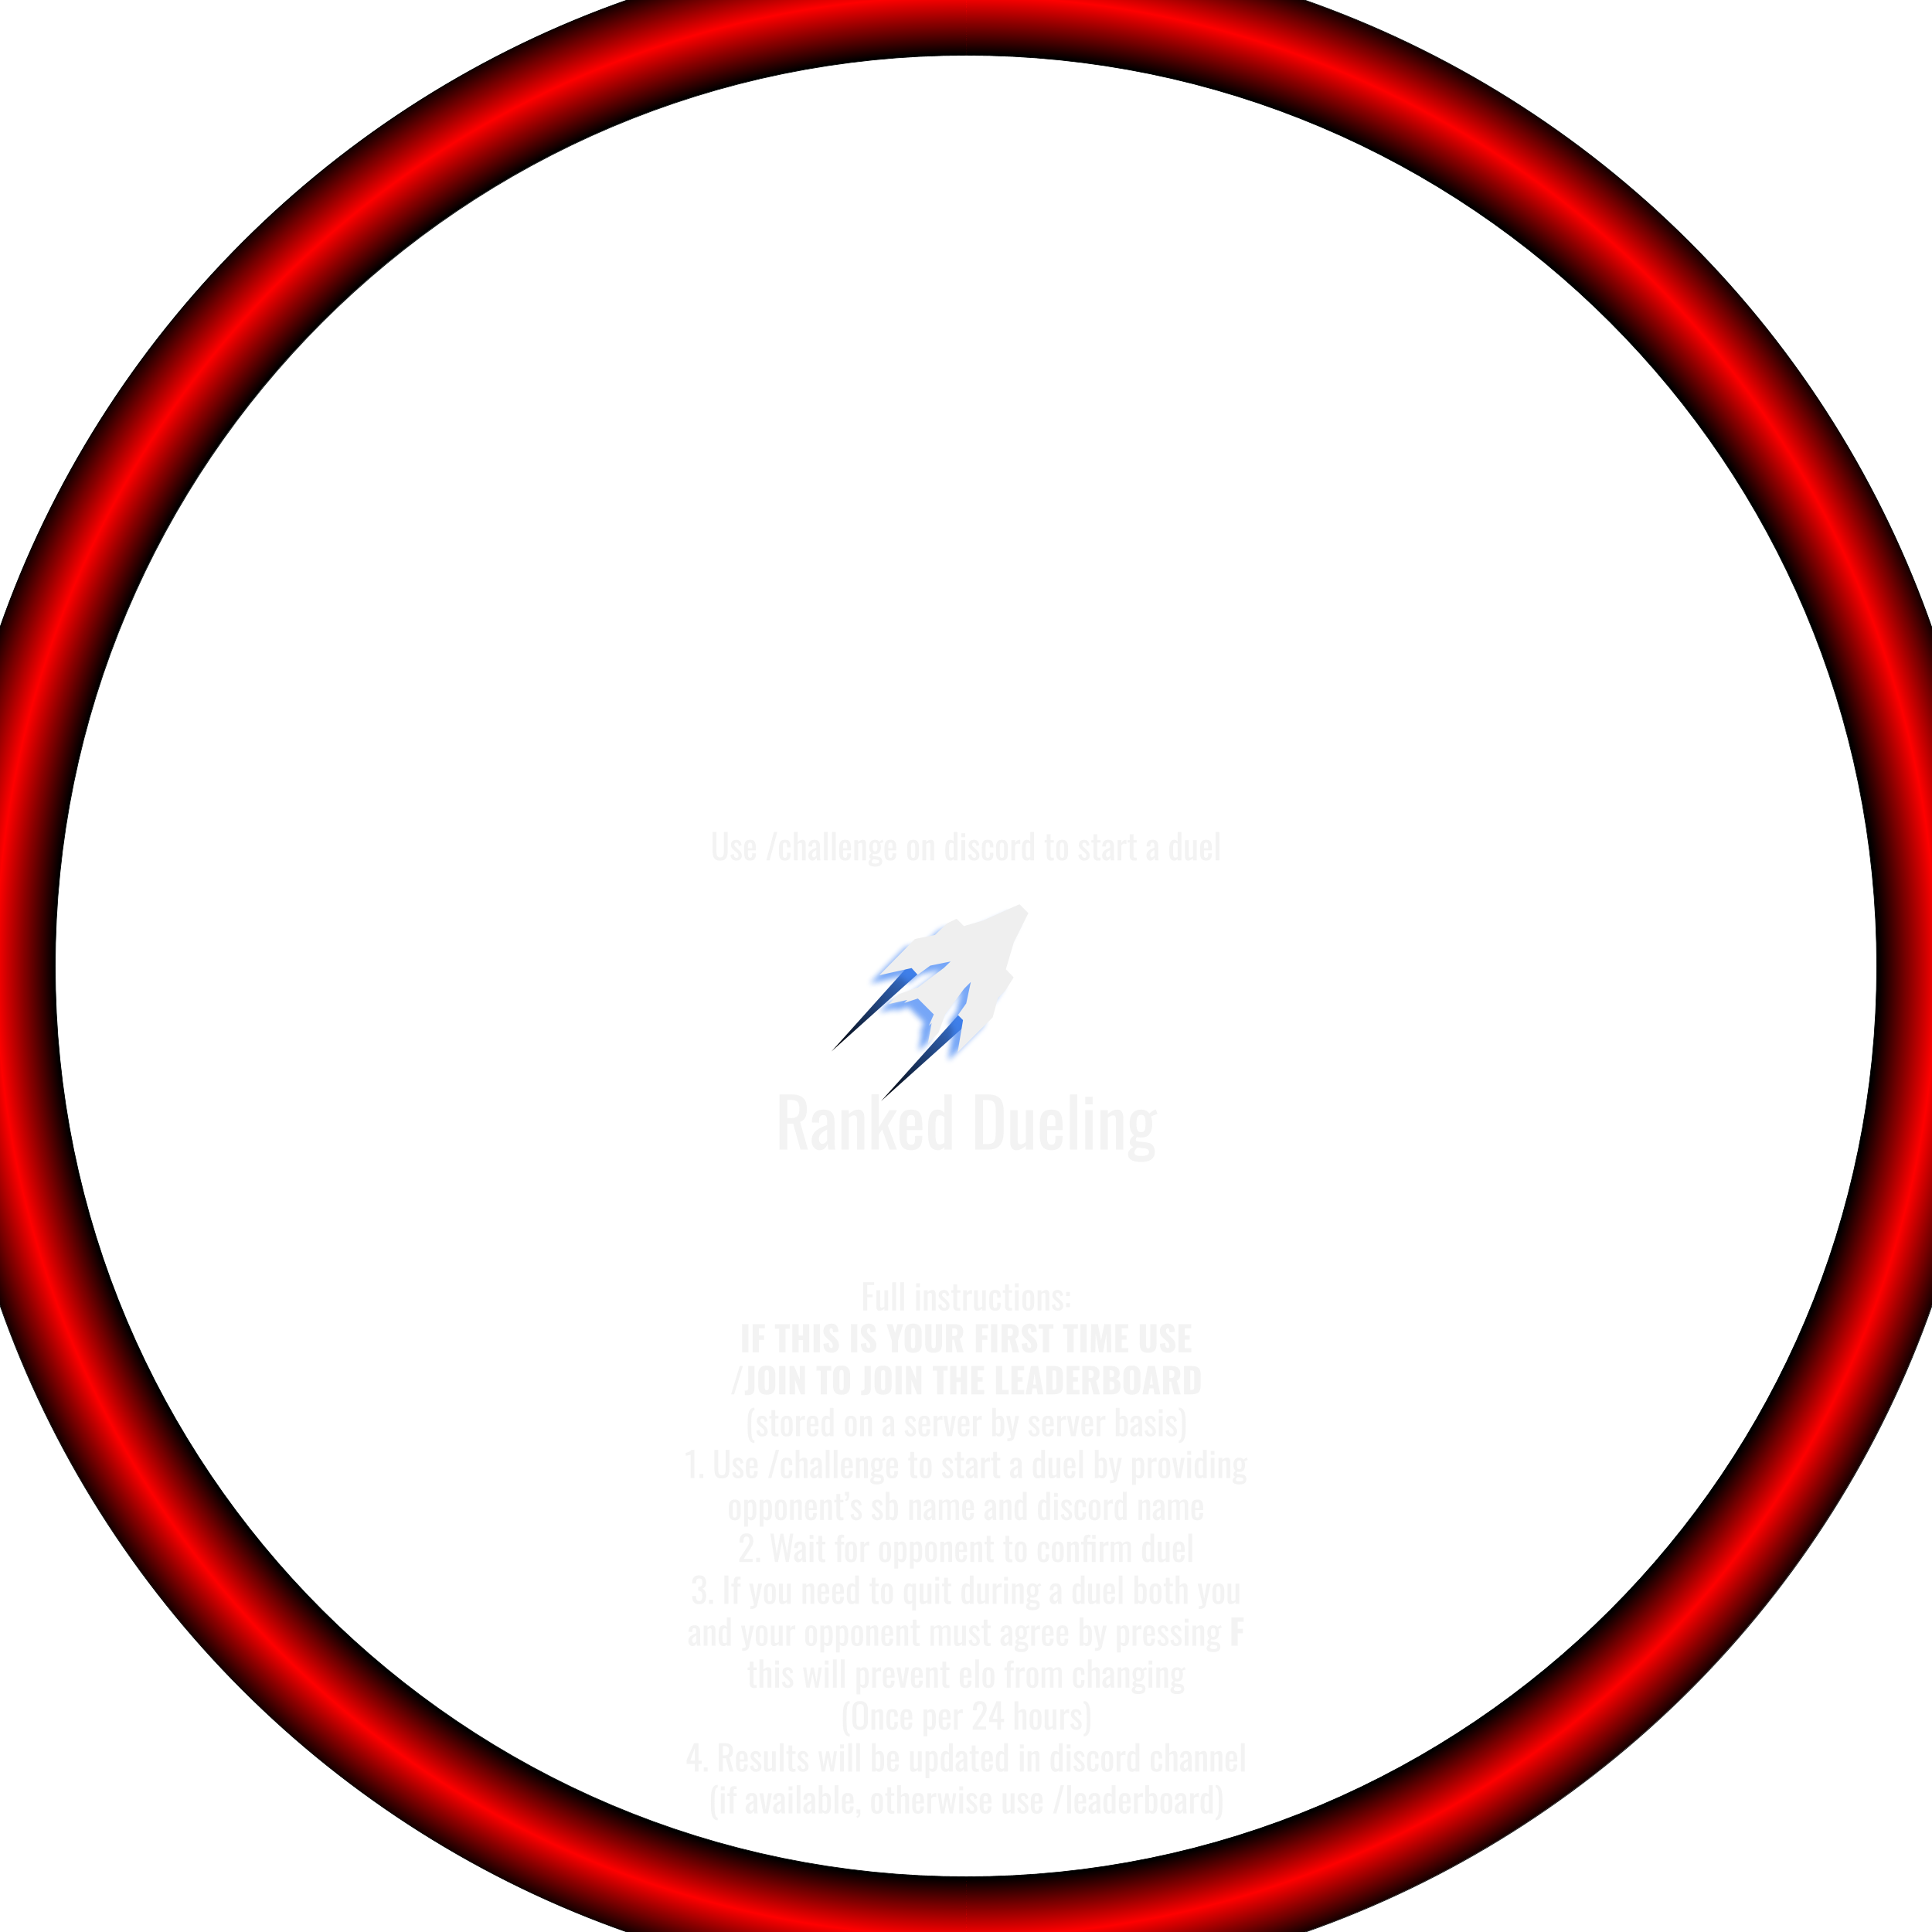 Use /challenge on discord to start a duel
Ranked Dueling
Full instructions:
IF THIS IS YOUR FIRST TIME USE
/JOIN TO JOIN THE LEADERBOARD
(stored on a server by server basis)
1. Use /challenge to start a duel by providing
opponent’s sb name and discord name
2. Wait for opponent to confirm duel
3. If you need to quit during a duel both you
and your opponent must agree by pressing F
this will prevent elo from changing
(Once per 24 hours)
4. Results will be updated in discord channel
(if available, otherwise use /leaderboard)